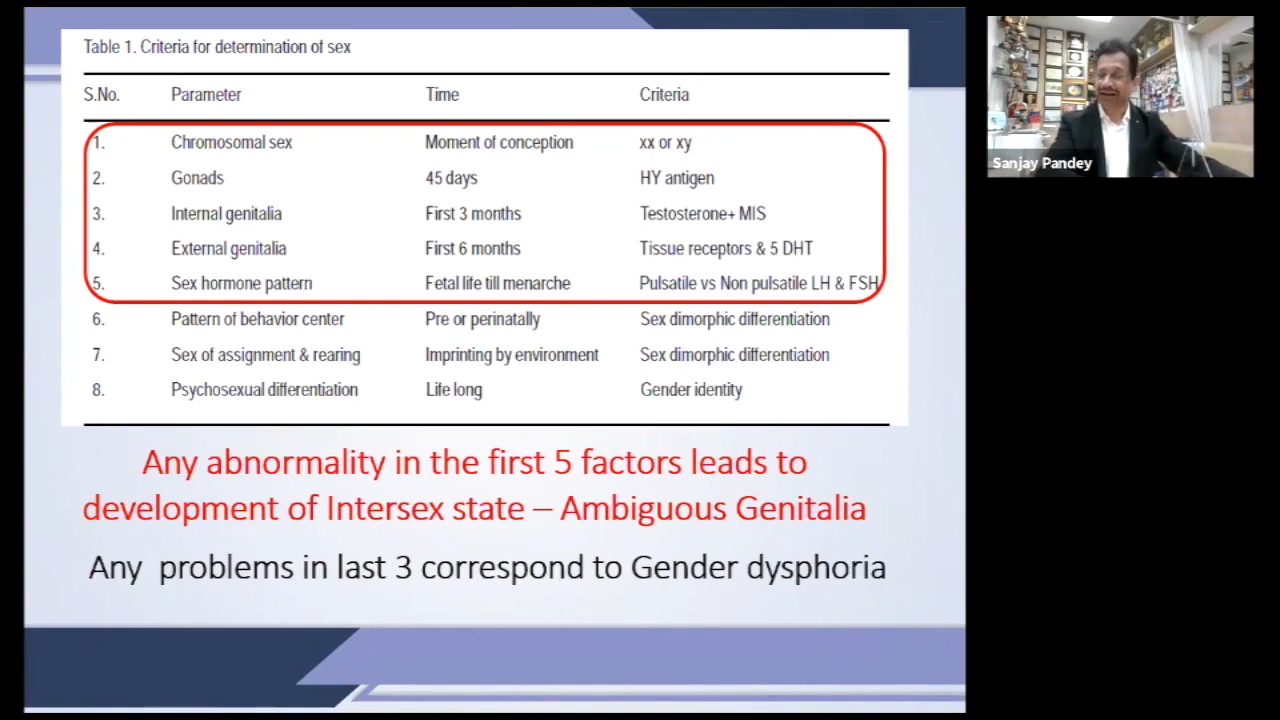 Table 1. Criteria for determination of sex
S.No. Parameter Time Criteria
1. Chromosomal sex Moment of conception xx or xy
2. Gonads 45 days HY antigen
3. Internal genitalia First 3 months Testosterone+ MIS
4. External genitalia First 6 months Tissue receptors & 5 DHT
5. Sex hormone pattern Fetal life till menarche Pulsatile vs Non pulsatile LH & FSH
6. Pattern of behavior center Pre or perinatally Sex dimorphic differentiation
7. Sex of assignment & rearing Imprinting by environment Sex dimorphic differentiation
8. Psychosexual differentiation Life long Gender identity
Any abnormality in the first 5 factors leads to
development of Intersex state – Ambiguous Genitalia
Any problems in last 3 correspond to Gender dysphoria
Sanjay Pandey